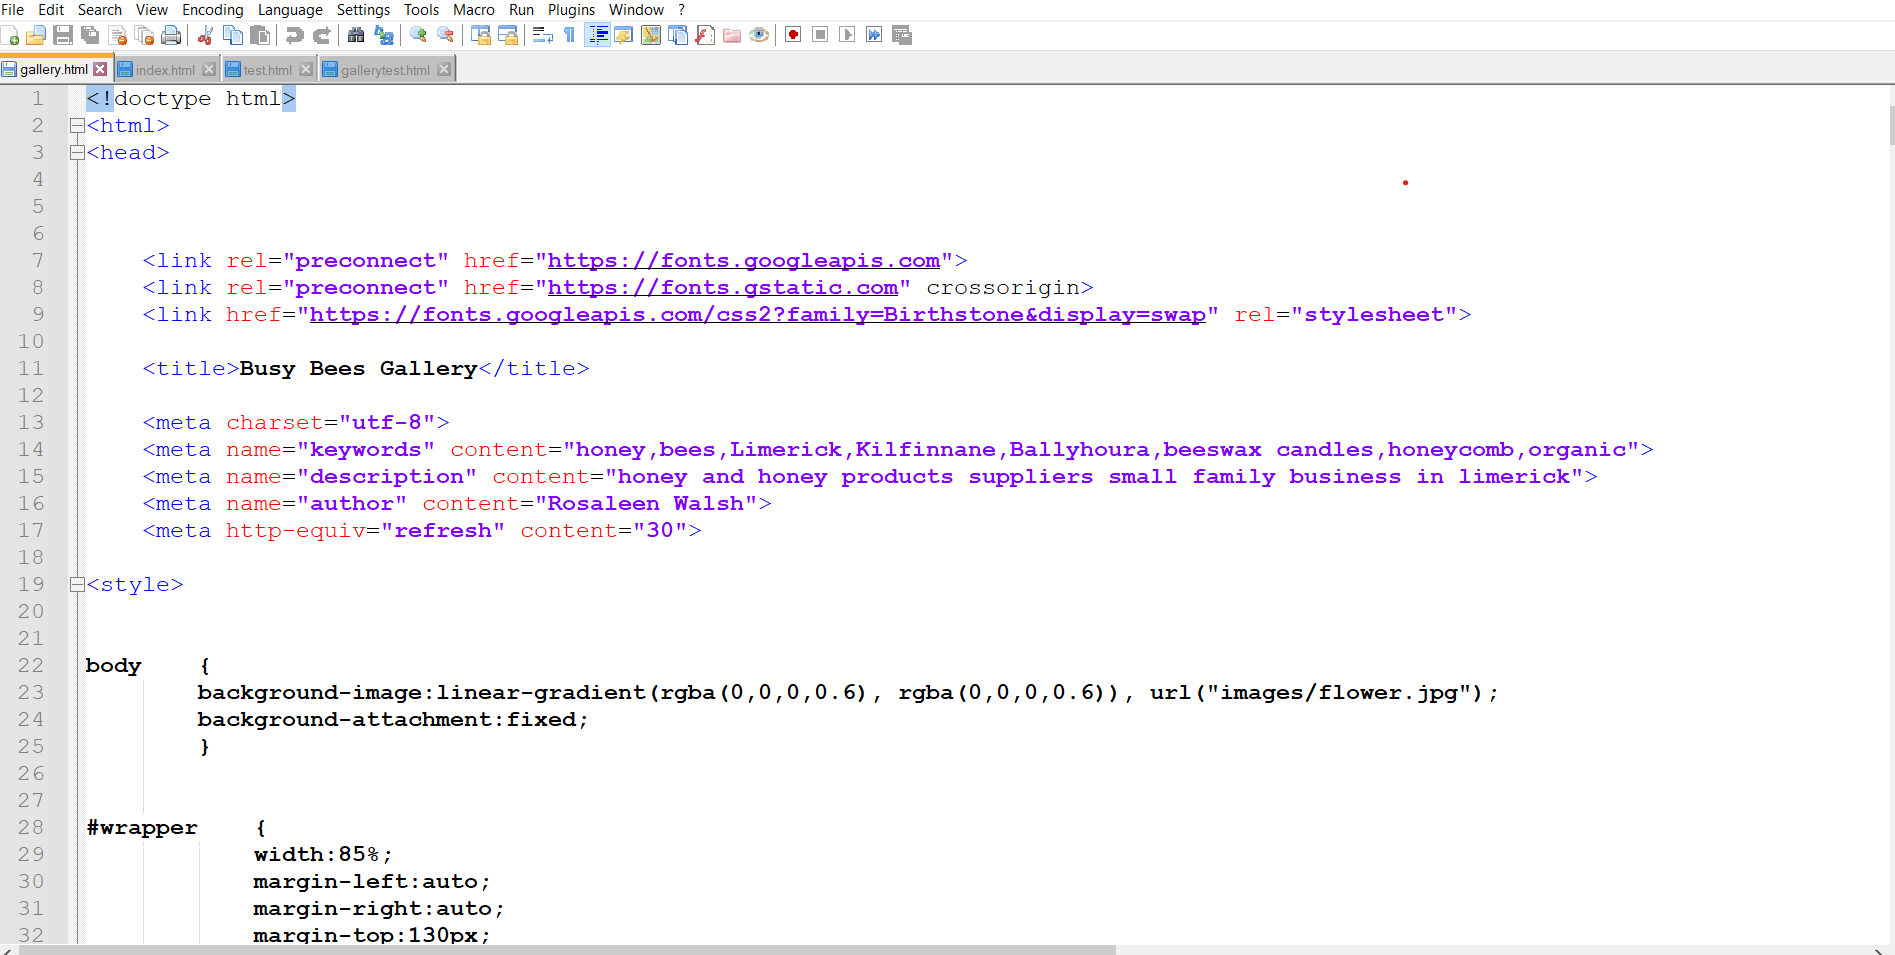 File Edit Search View Encoding Language Settings Tools Macro Run Plugins Window ?
gallery.html index.html test.html gallerytest.html
1 <!doctype html>
2 <html>
3 <head>
4
5
6
7 <link rel="preconnect" href="https://fonts.googleapis.com">
8 <link rel="preconnect" href="https://fonts.gstatic.com" crossorigin>
9 <link href="https://fonts.googleapis.com/css2?family=Birthstone&display=swap" rel="stylesheet">
10
11 <title>Busy Bees Gallery</title>
12
13 <meta charset="utf-8">
14 <meta name="keywords" content="honey,bees,Limerick,Kilfinnane,Ballyhoura,beeswax candles,honeycomb,organic">
15 <meta name="description" content="honey and honey products suppliers small family business in limerick">
16 <meta name="author" content="Rosaleen Walsh">
17 <meta http-equiv="refresh" content="30">
18
19 <style>
20
21
22 body {
23 background-image:linear-gradient(rgba(0,0,0,0.6), rgba(0,0,0,0.6)), url("images/flower.jpg");
24 background-attachment:fixed;
25 }
26
27
28 #wrapper {
29 width:85%;
30 margin-left:auto;
31 margin-right:auto;
32 margin-top:130px;